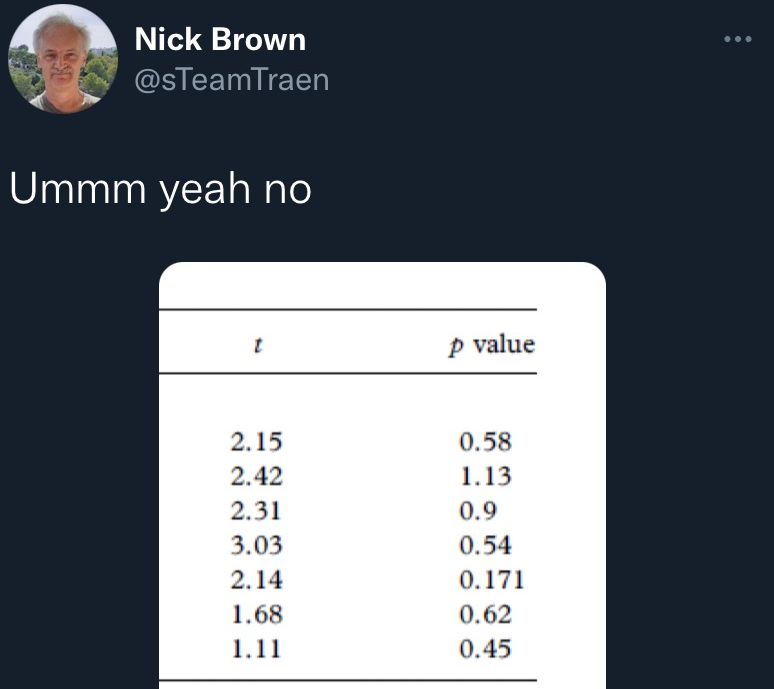 Nick Brown
@sTeamTraen
Ummm yeah no
t p value
2.15 0.58
2.42 1.13
2.31 0.9
3.03 0.54
2.14 0.171
1.68 0.62
1.11 0.45